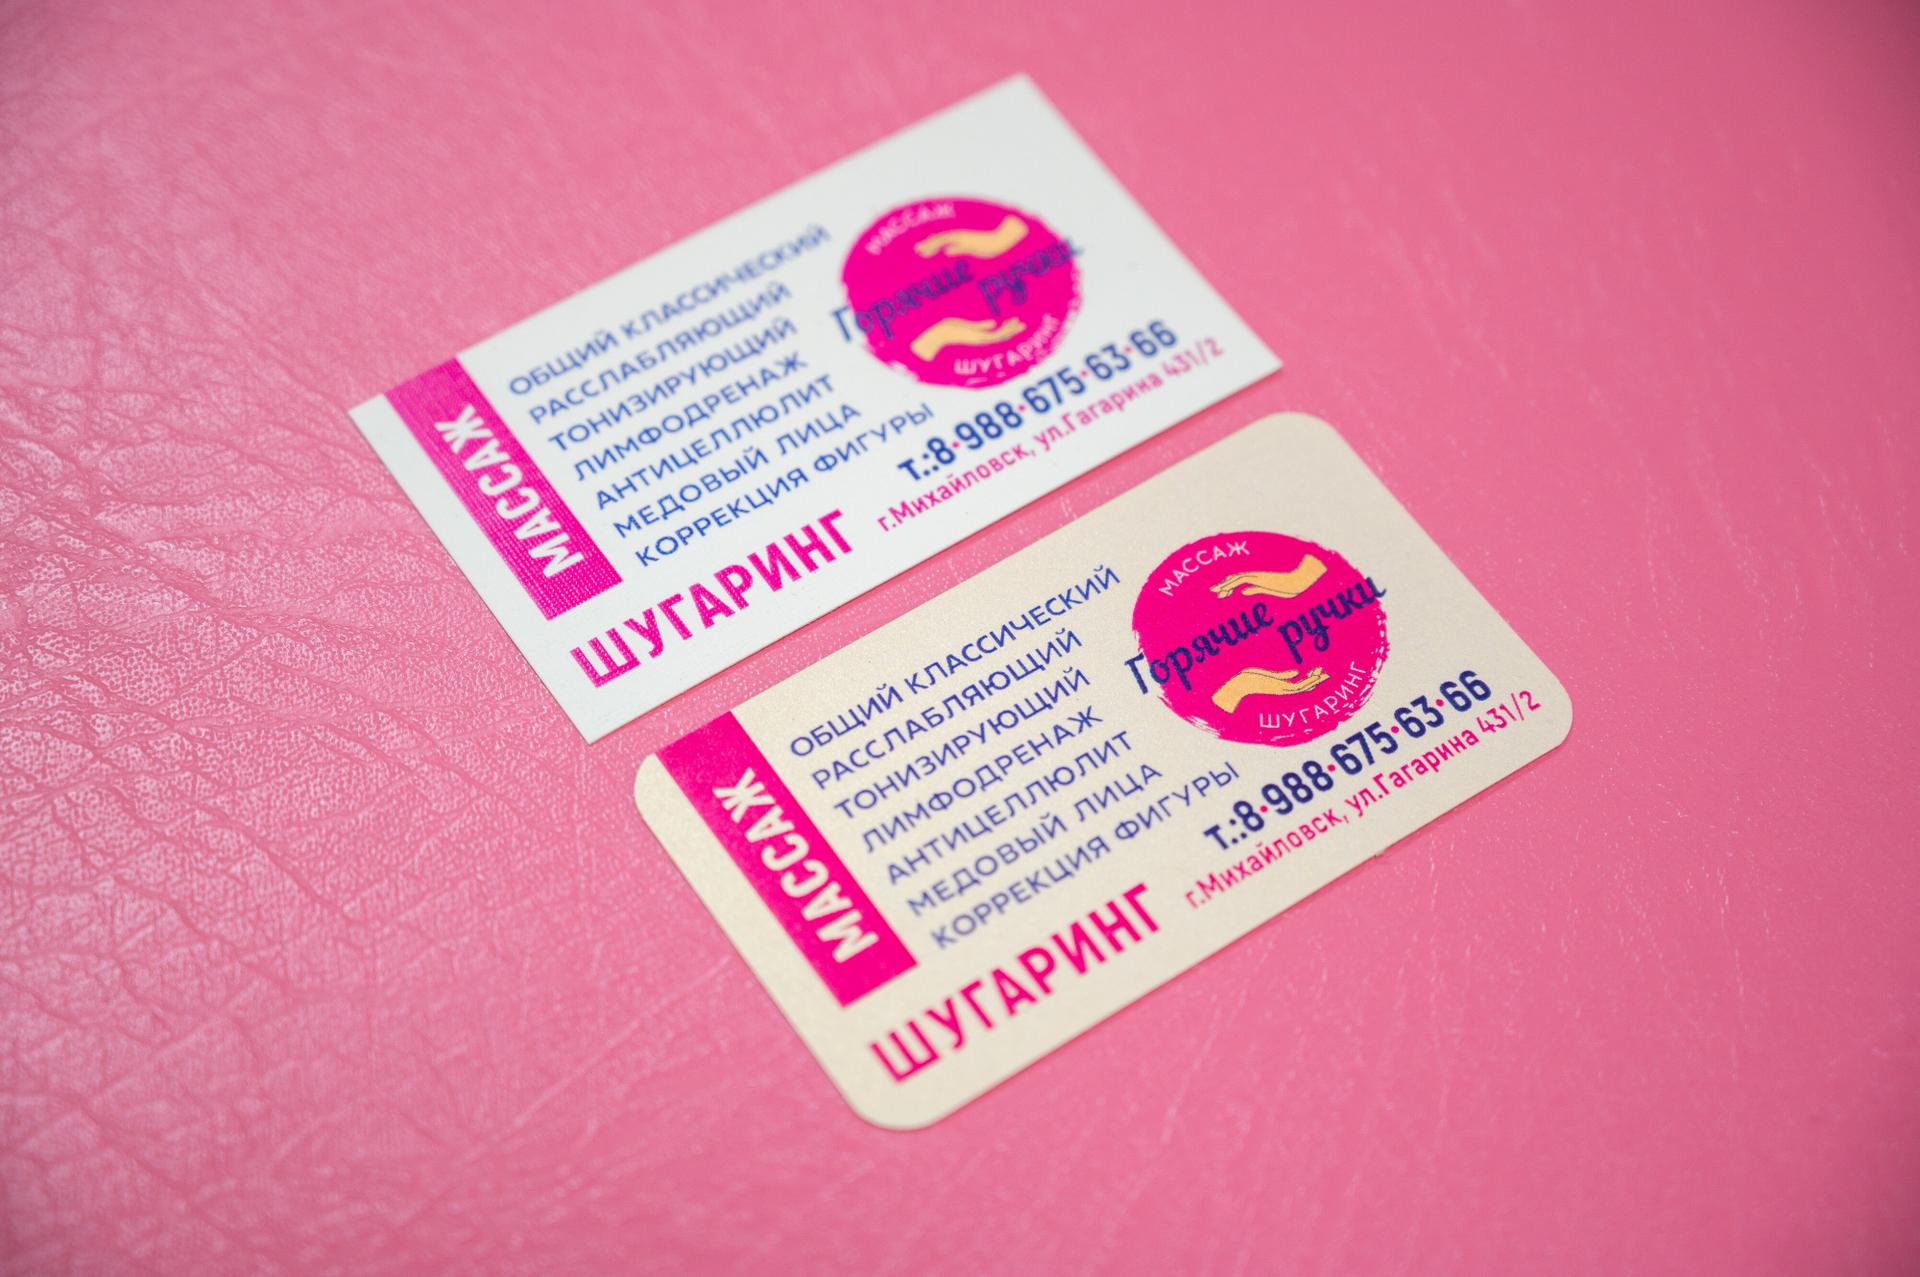 МАССАЖ
ОБЩИЙ КЛАССИЧЕСКИЙ
РАССЛАБЛЯЮЩИЙ
ТОНИЗИРУЮЩИЙ
ЛИМФОДРЕНАЖ
АНТИЦЕЛЛЮЛИТ
МЕДОВЫЙ ЛИЦА
КОРРЕКЦИЯ ФИГУРЫ
ШУГАРИНГ
МАССАЖ
Горячие ручки
ШУГАРИНГ
т.:8•988•675•63•66
г.Михайловск, ул.Гагарина 431/2
МАССАЖ
ОБЩИЙ КЛАССИЧЕСКИЙ
РАССЛАБЛЯЮЩИЙ
ТОНИЗИРУЮЩИЙ
ЛИМФОДРЕНАЖ
АНТИЦЕЛЛЮЛИТ
МЕДОВЫЙ ЛИЦА
КОРРЕКЦИЯ ФИГУРЫ
ШУГАРИНГ
МАССАЖ
Горячие ручки
ШУГАРИНГ
т.:8•988•675•63•66
г.Михайловск, ул.Гагарина 431/2